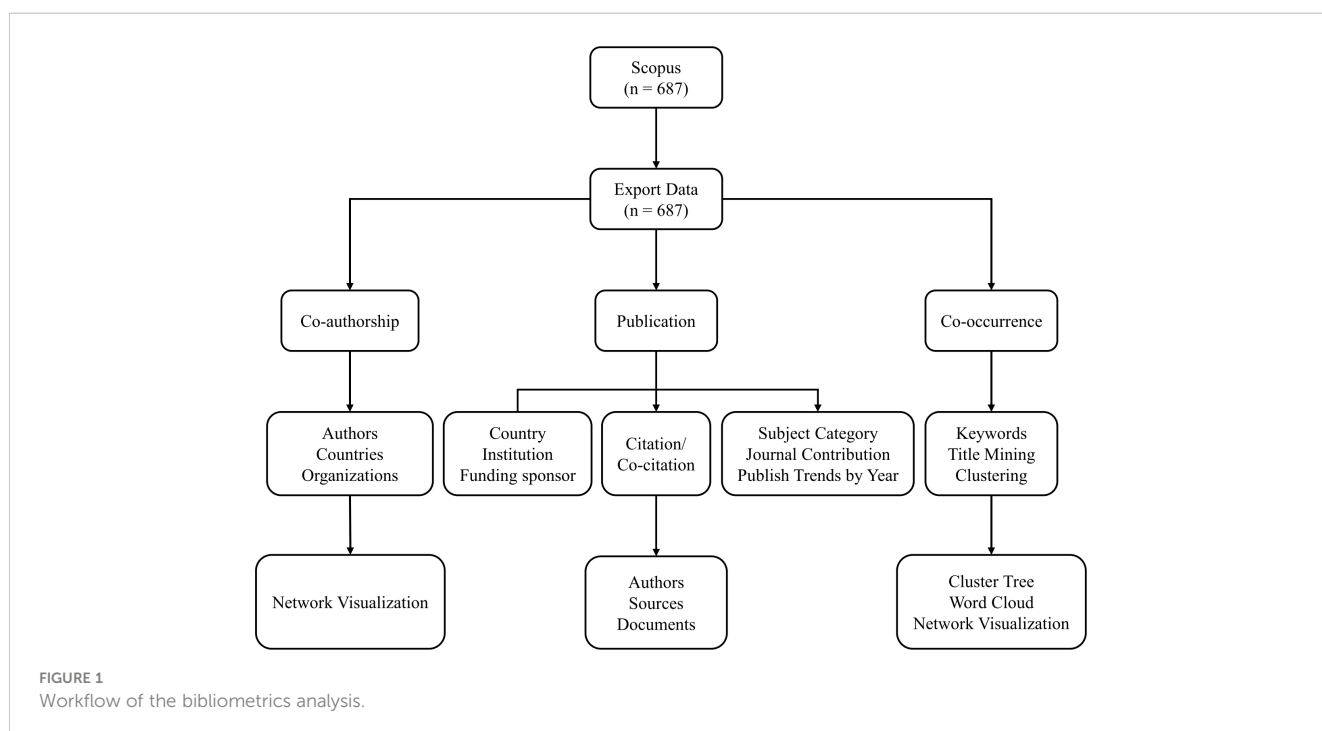 Scopus
(n = 687)
Export Data
(n = 687)
Co-authorship
Publication
Co-occurrence
Authors
Countries
Organizations
Country
Institution
Funding sponsor
Citation/
Co-citation
Subject Category
Journal Contribution
Publish Trends by Year
Keywords
Title Mining
Clustering
Network Visualization
Authors
Sources
Documents
Cluster Tree
Word Cloud
Network Visualization
FIGURE 1
Workflow of the bibliometrics analysis.